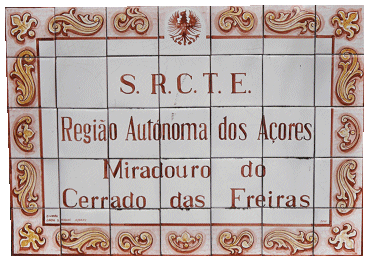 S. R. C. T. E.
Região Autónoma dos Açores
Miradouro do
Cerrado das Freiras